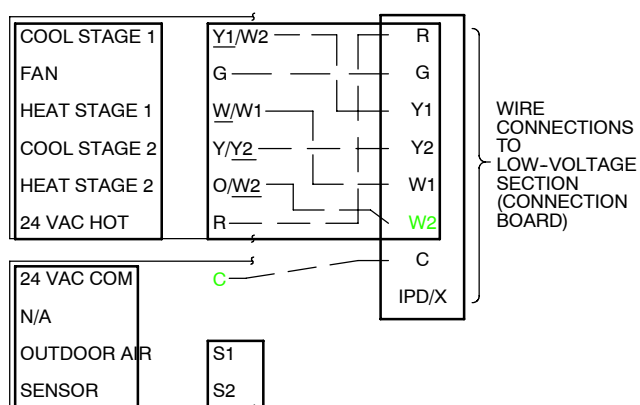 COOL STAGE 1 Y1/W2 R
FAN G G
HEAT STAGE 1 W/W1 Y1
COOL STAGE 2 Y/Y2 Y2
HEAT STAGE 2 O/W2 W1
24 VAC HOT R W2
24 VAC COM C C
N/A IPD/X
OUTDOOR AIR S1
SENSOR S2
WIRE
CONNECTIONS
TO
LOW-VOLTAGE
SECTION
(CONNECTION
BOARD)